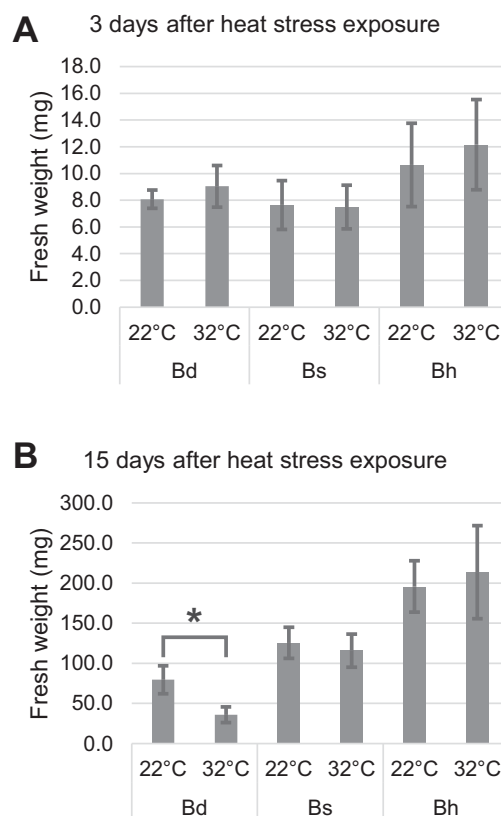 A
3 days after heat stress exposure
Fresh weight (mg)
18.0
16.0
14.0
12.0
10.0
8.0
6.0
4.0
2.0
0.0
22°C 32°C 22°C 32°C 22°C 32°C
Bd Bs Bh
B
15 days after heat stress exposure
Fresh weight (mg)
300.0
250.0
200.0
150.0
100.0
50.0
0.0
*
22°C 32°C 22°C 32°C 22°C 32°C
Bd Bs Bh